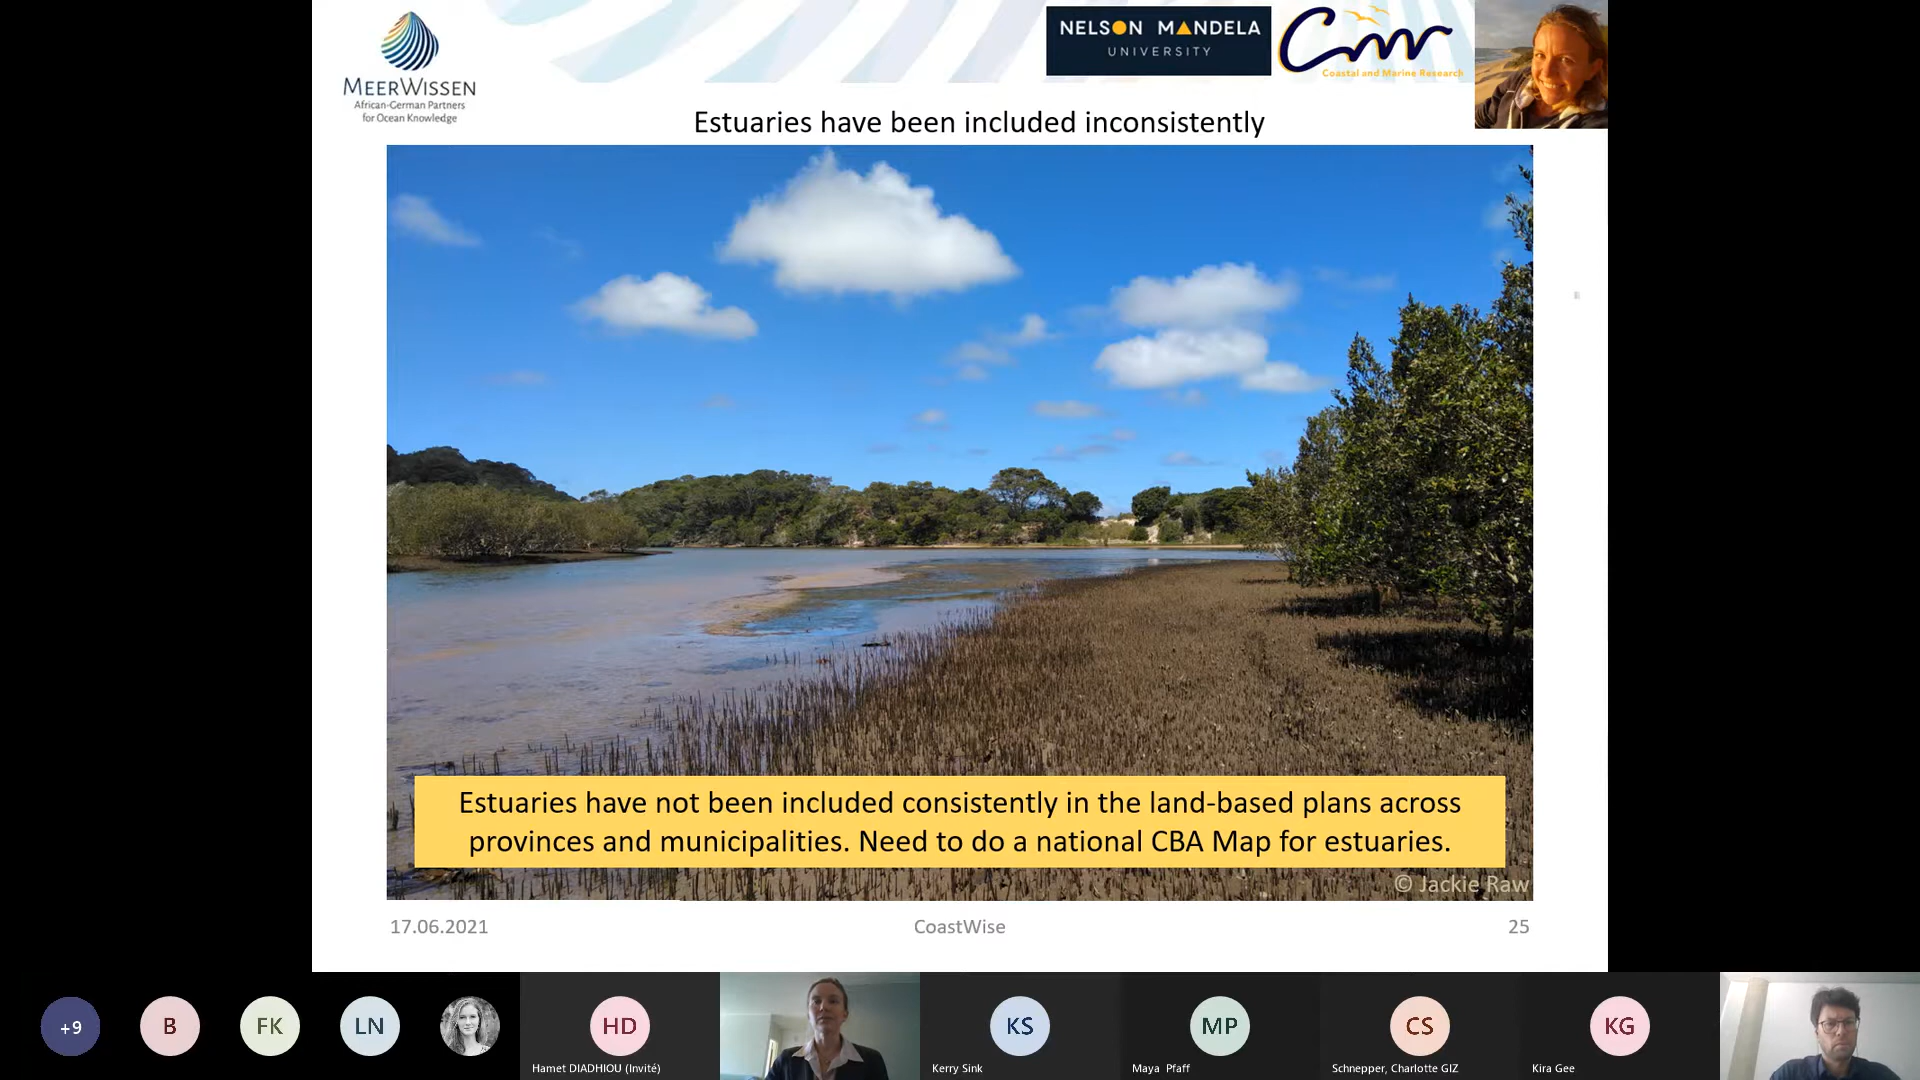 MEERWISSEN
African-German Partners
for Ocean Knowledge
NELSON MANDELA
UNIVERSITY
Cmr
Coastal and Marine Research
Estuaries have been included inconsistently
Estuaries have not been included consistently in the land-based plans across
provinces and municipalities. Need to do a national CBA Map for estuaries.
© Jackie Raw
17.06.2021
CoastWise
25
+9
B
FK
LN
HD
KS
MP
CS
KG
Hamet DIADHIOU (Invité)
Kerry Sink
Maya Pfaff
Schnepper, Charlotte GIZ
Kira Gee